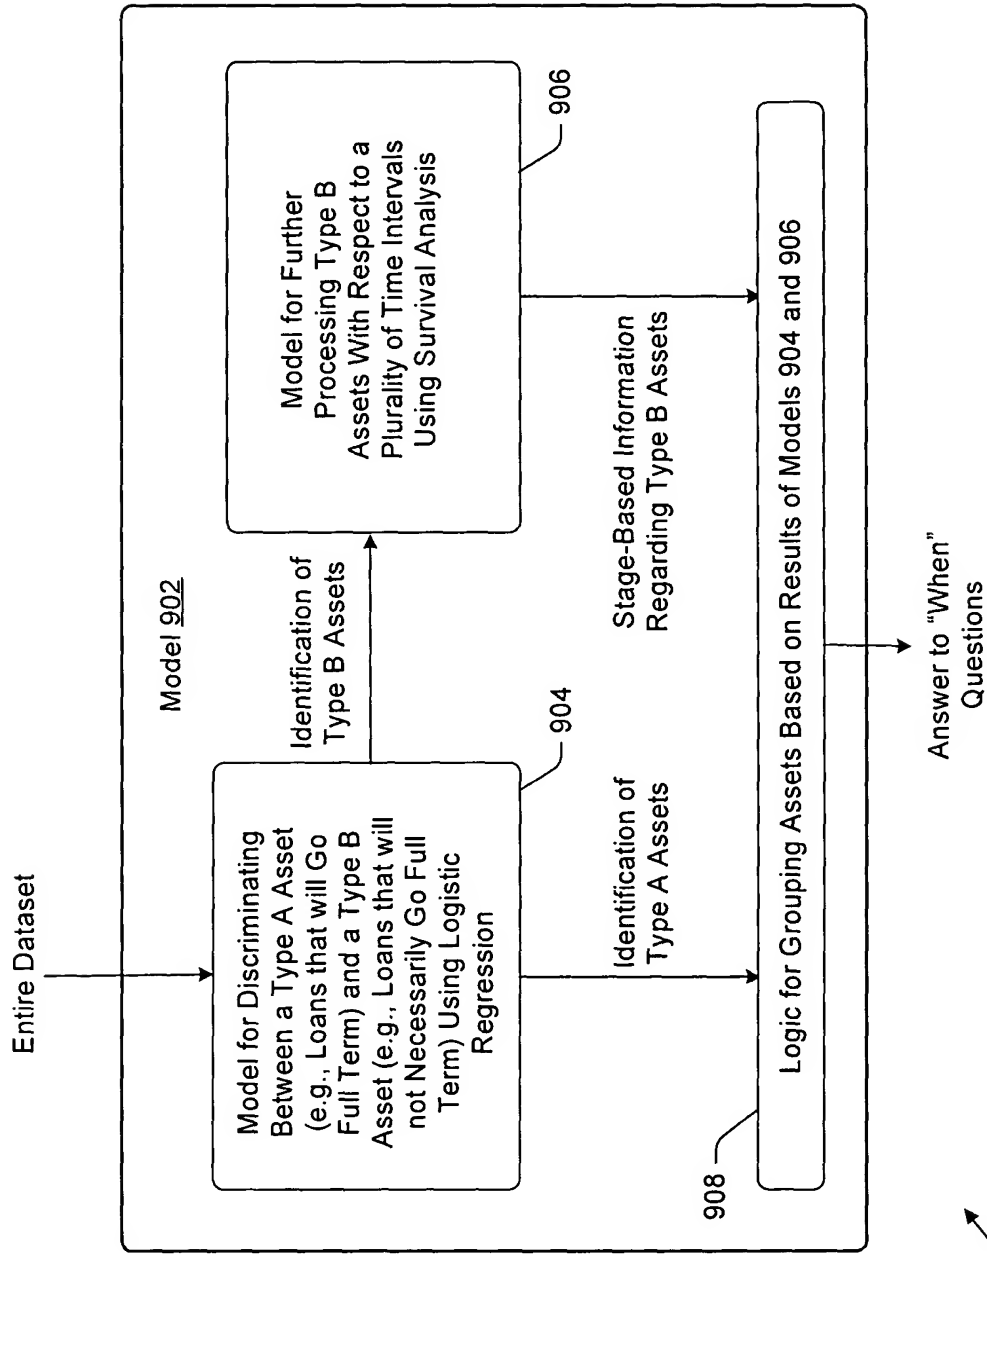 Entire Dataset
Model 902
Model for Discriminating
Between a Type A Asset
(e.g., Loans that will Go
Full Term) and a Type B
Asset (e.g., Loans that will
not Necessarily Go Full
Term) Using Logistic
Regression
904
Identification of
Type B Assets
Model for Further
Processing Type B
Assets With Respect to a
Plurality of Time Intervals
Using Survival Analysis
906
Identification of
Type A Assets
Stage-Based Information
Regarding Type B Assets
908
Logic for Grouping Assets Based on Results of Models 904 and 906
Answer to “When”
Questions